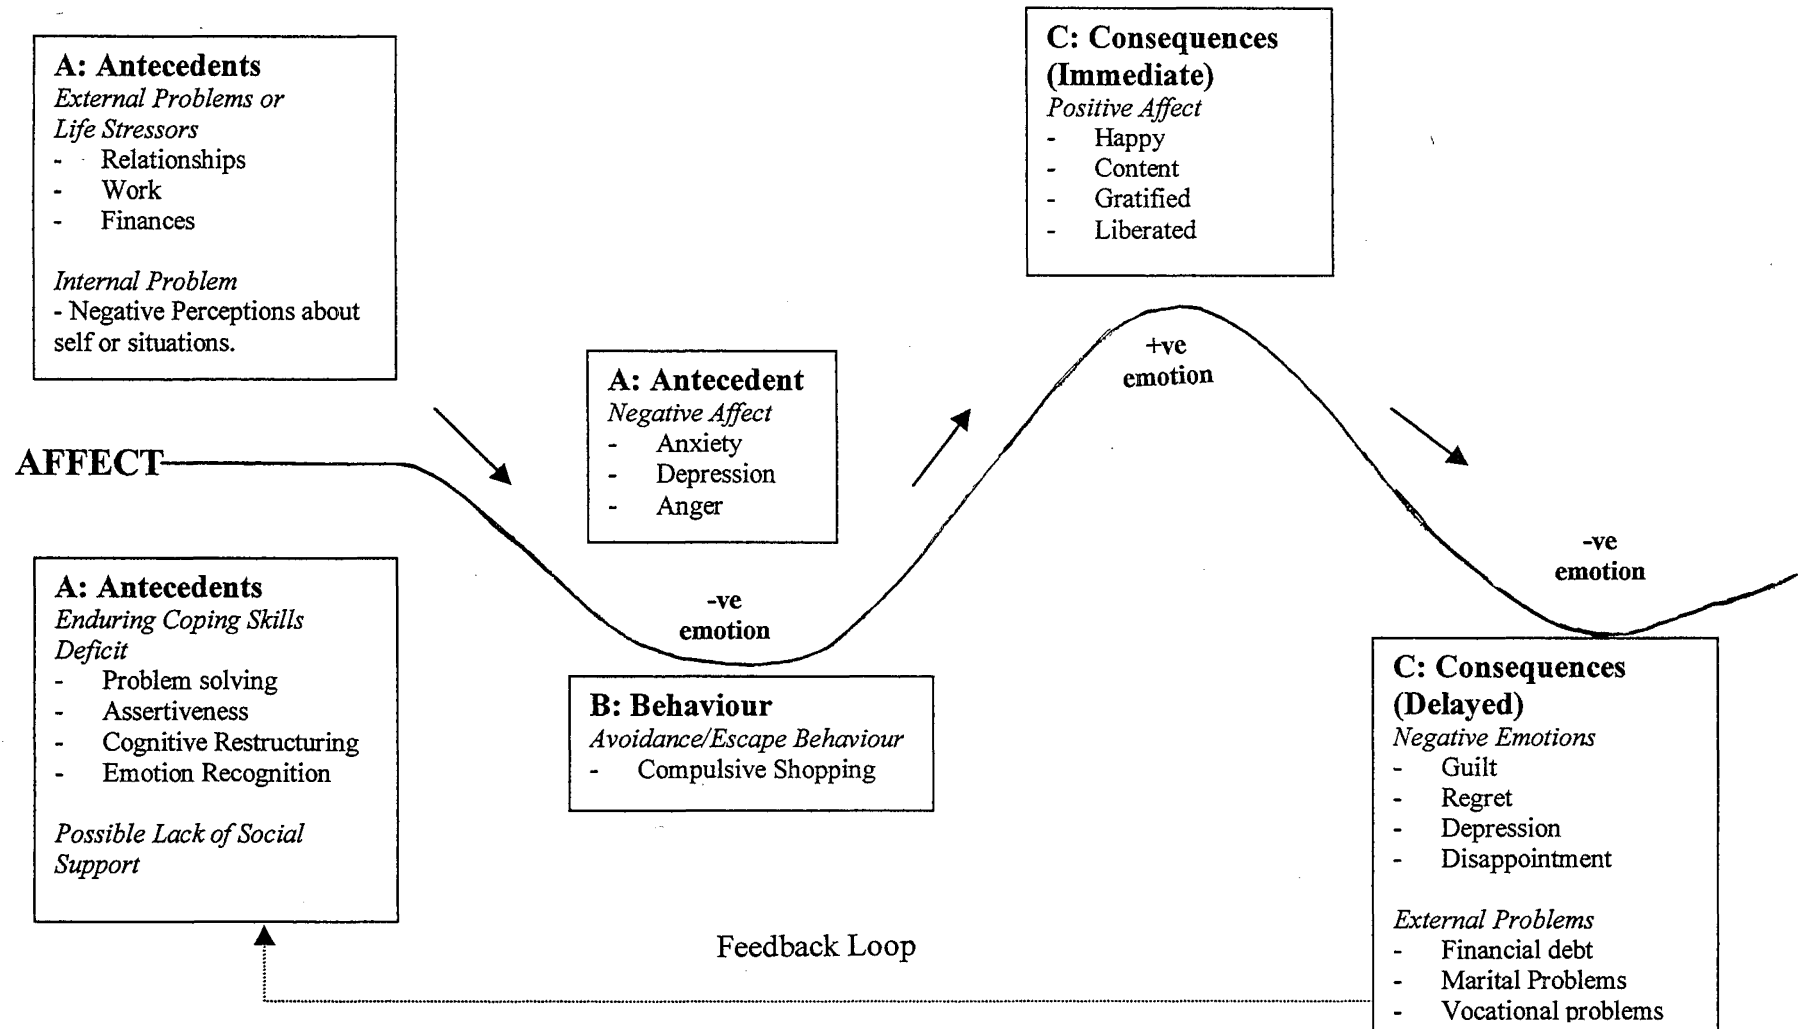 A: Antecedents
External Problems or
Life Stressors
- Relationships
- Work
- Finances
Internal Problem
- Negative Perceptions about
self or situations.
AFFECT
A: Antecedents
Enduring Coping Skills
Deficit
- Problem solving
- Assertiveness
- Cognitive Restructuring
- Emotion Recognition
Possible Lack of Social
Support
A: Antecedent
Negative Affect
- Anxiety
- Depression
- Anger
-ve
emotion
B: Behaviour
Avoidance/Escape Behaviour
- Compulsive Shopping
C: Consequences
(Immediate)
Positive Affect
- Happy
- Content
- Gratified
- Liberated
+ve
emotion
-ve
emotion
C: Consequences
(Delayed)
Negative Emotions
- Guilt
- Regret
- Depression
- Disappointment
External Problems
- Financial debt
- Marital Problems
- Vocational problems
Feedback Loop